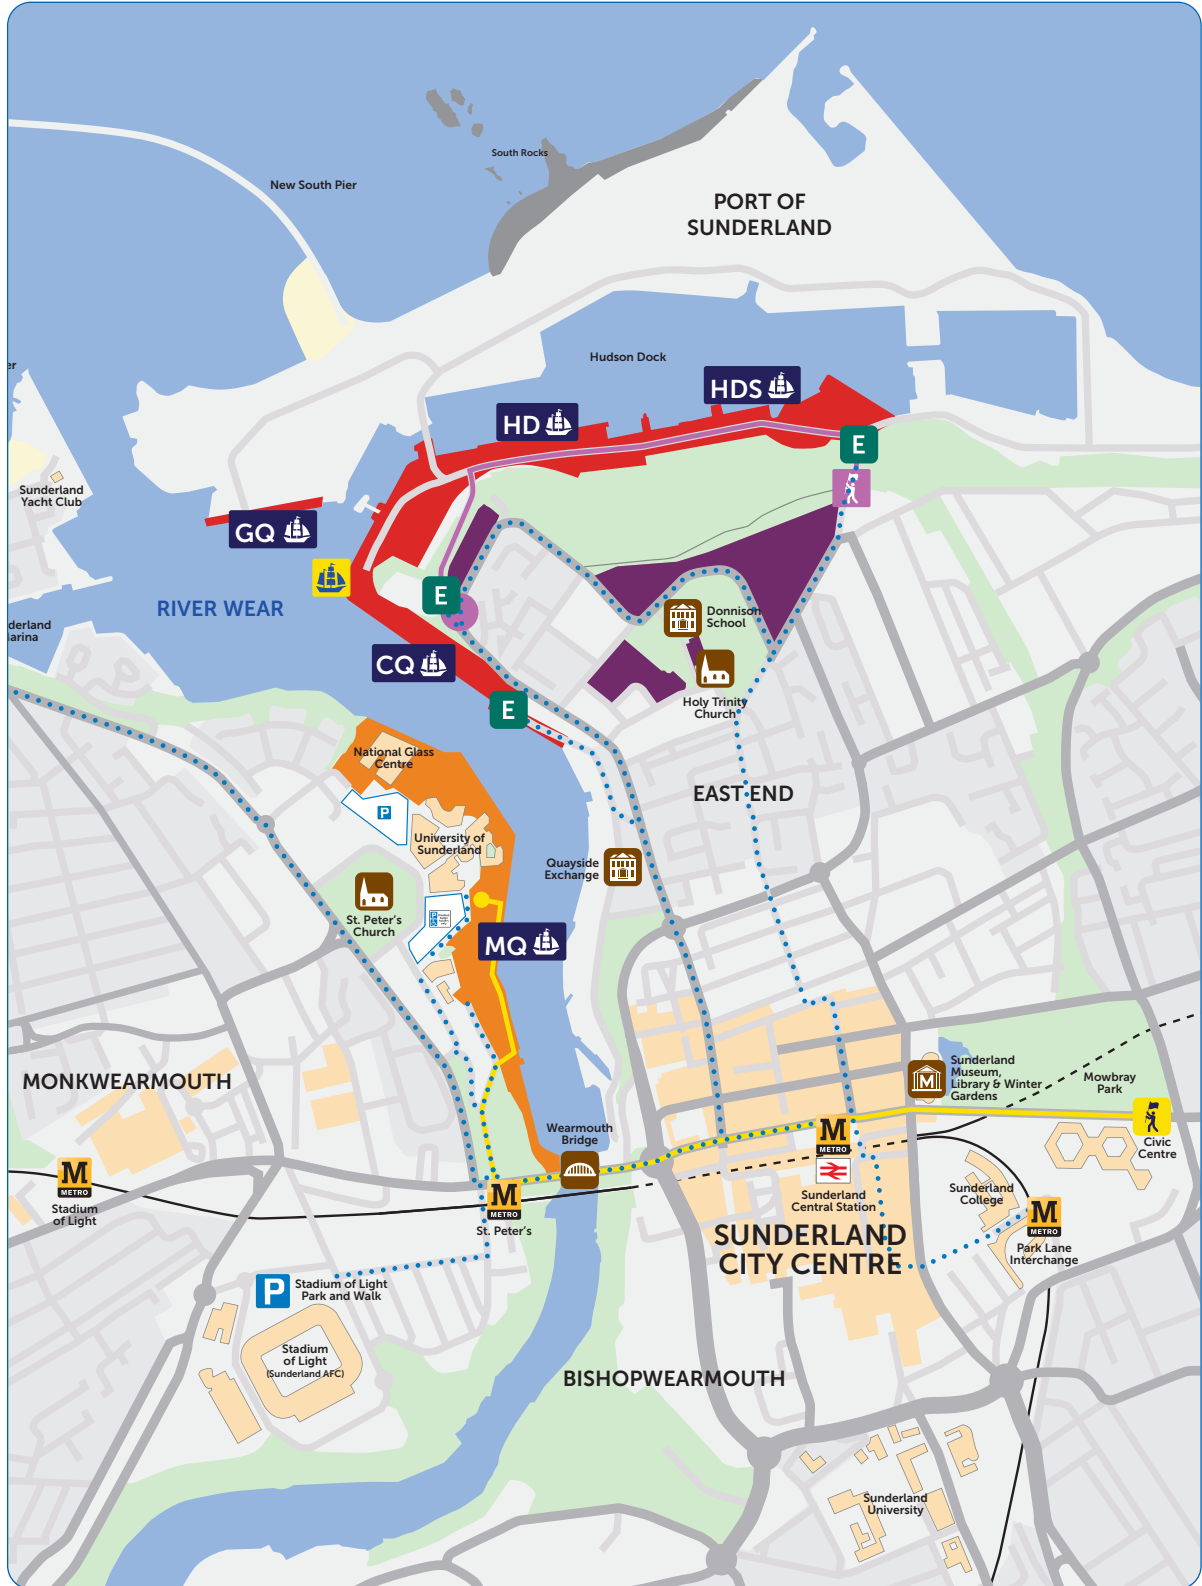 South Rocks
New South Pier
PORT OF
SUNDERLAND
Hudson Dock
er
HDS
HD
E
Sunderland
Yacht Club
GQ
RIVER WEAR
E
derland
arina
Donnison
School
CQ
E
Holy Trinity
Church
National Glass
Centre
P
EAST END
University of
Sunderland
Quayside
Exchange
St. Peter's
Church
MQ
MONKWEARMOUTH
M
Sunderland
Museum,
Library & Winter
Gardens
Mowbray
Park
Wearmouth
Bridge
M
METRO
Civic
Centre
M
METRO
Stadium
of Light
M
METRO
St. Peter's
Sunderland
Central Station
Sunderland
College
M
METRO
Park Lane
Interchange
SUNDERLAND
CITY CENTRE
P
Stadium of Light
Park and Walk
Stadium
of Light
(Sunderland AFC)
BISHOPWEARMOUTH
Sunderland
University